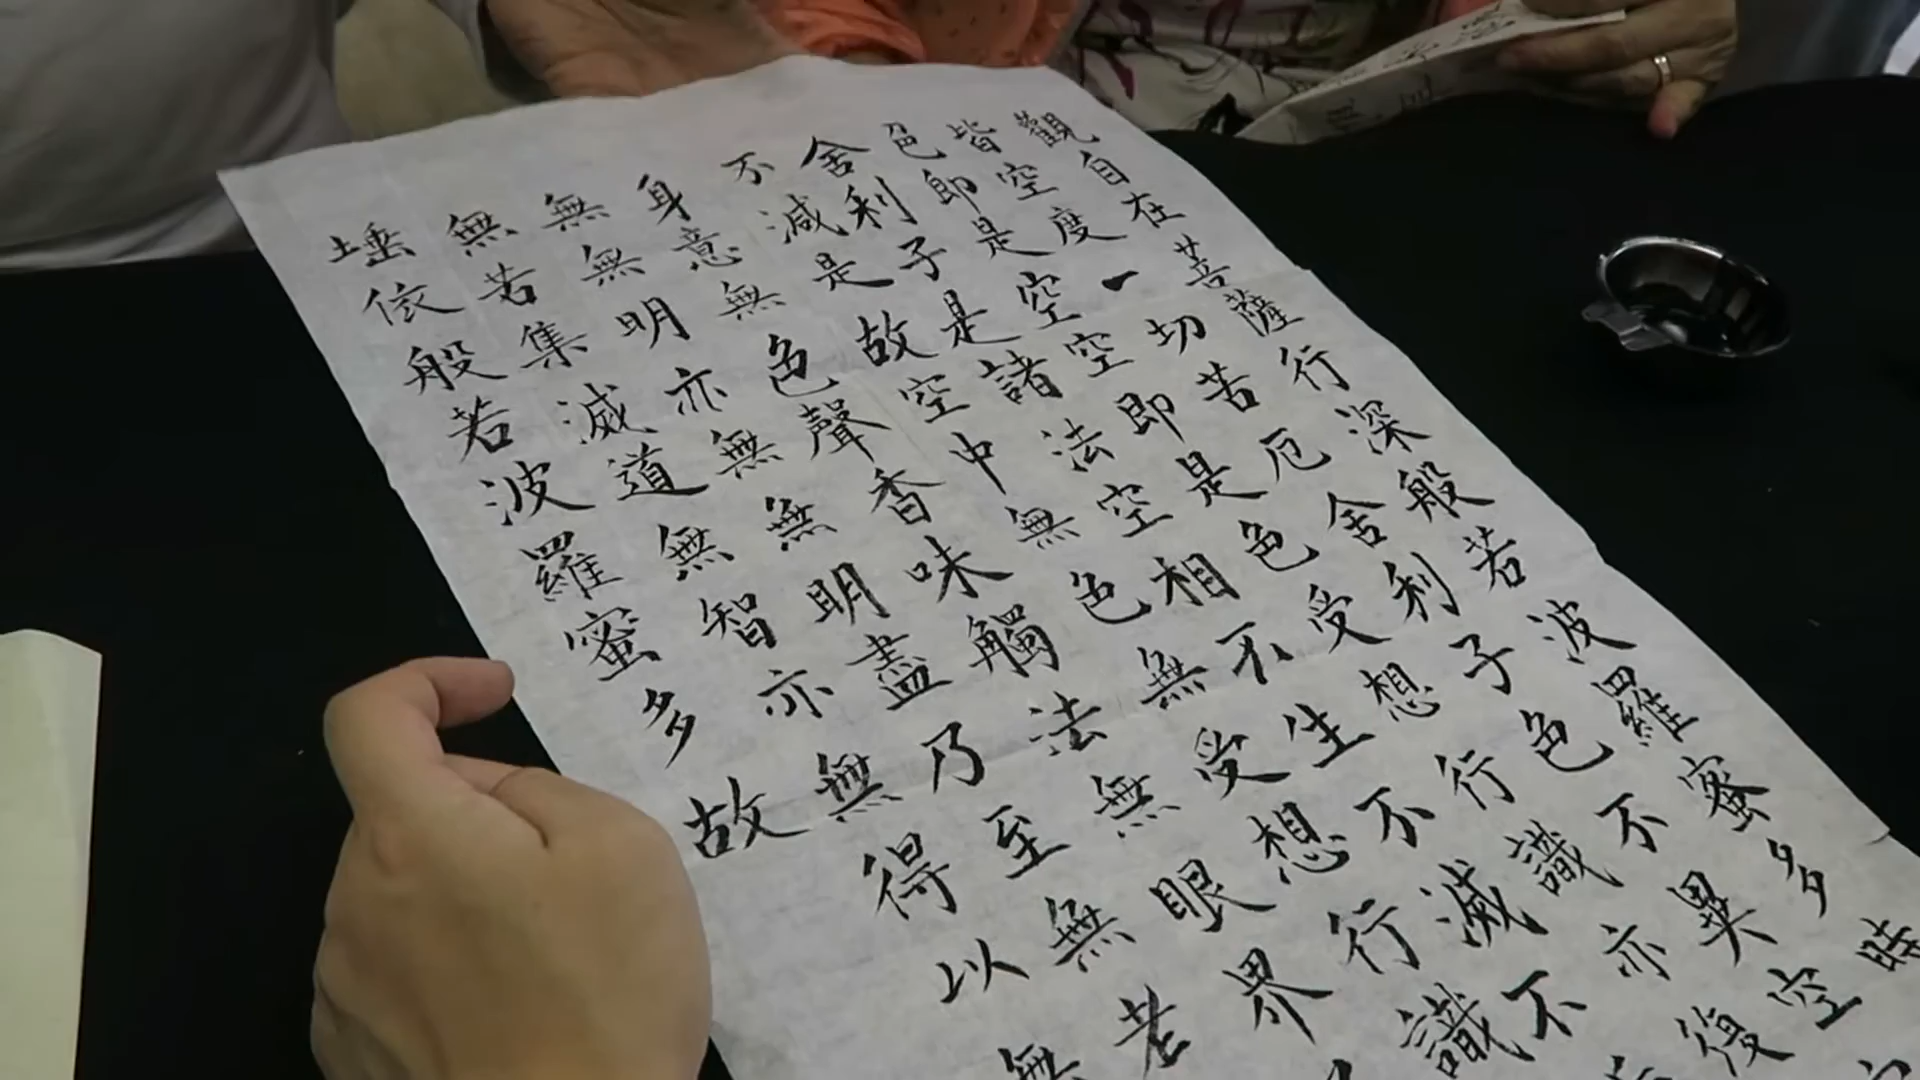 觀自在菩薩行深般若波羅蜜多時
皆空度一切苦厄舍利子色不異空
色即是空空即是色受想行識亦復
舍利子是諸法空相不生不滅不
不減是故空中無色無受想行識
身意無色聲香味觸法無眼界
無無明亦無無明盡乃至無老
無苦集滅道無智亦無得以無
埵依般若波羅蜜多故